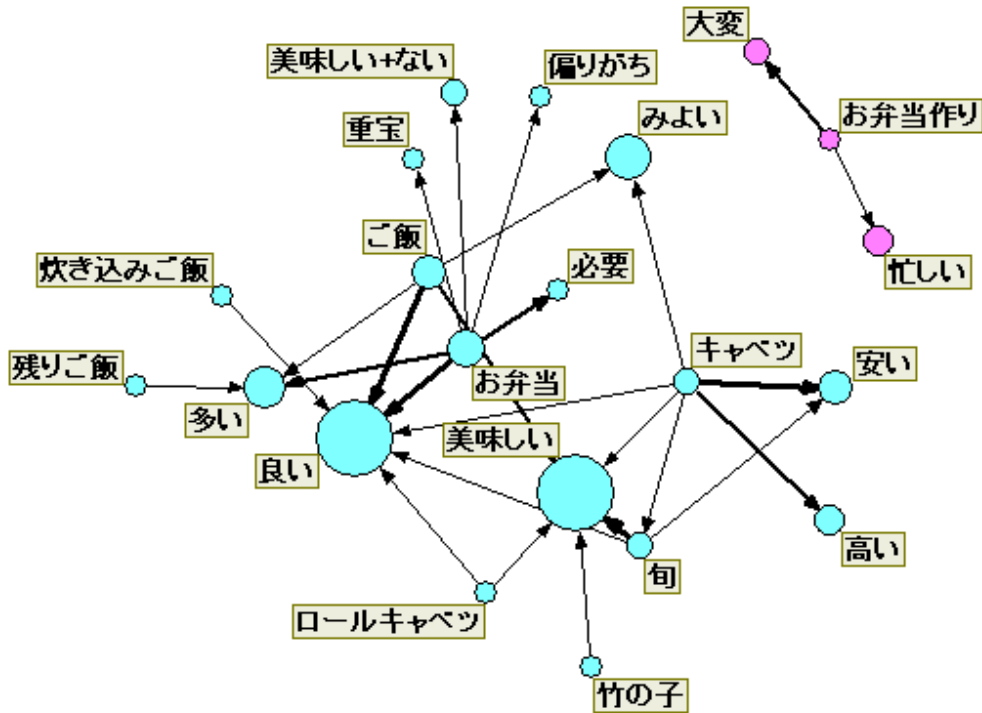 大変
美味しい+ない
偏りがち
お弁当作り
みよい
重宝
ご飯
忙しい
炊き込みご飯
必要
残りご飯
キャベツ
安い
お弁当
多い
美味しい
良い
高い
旬
ロールキャベツ
竹の子